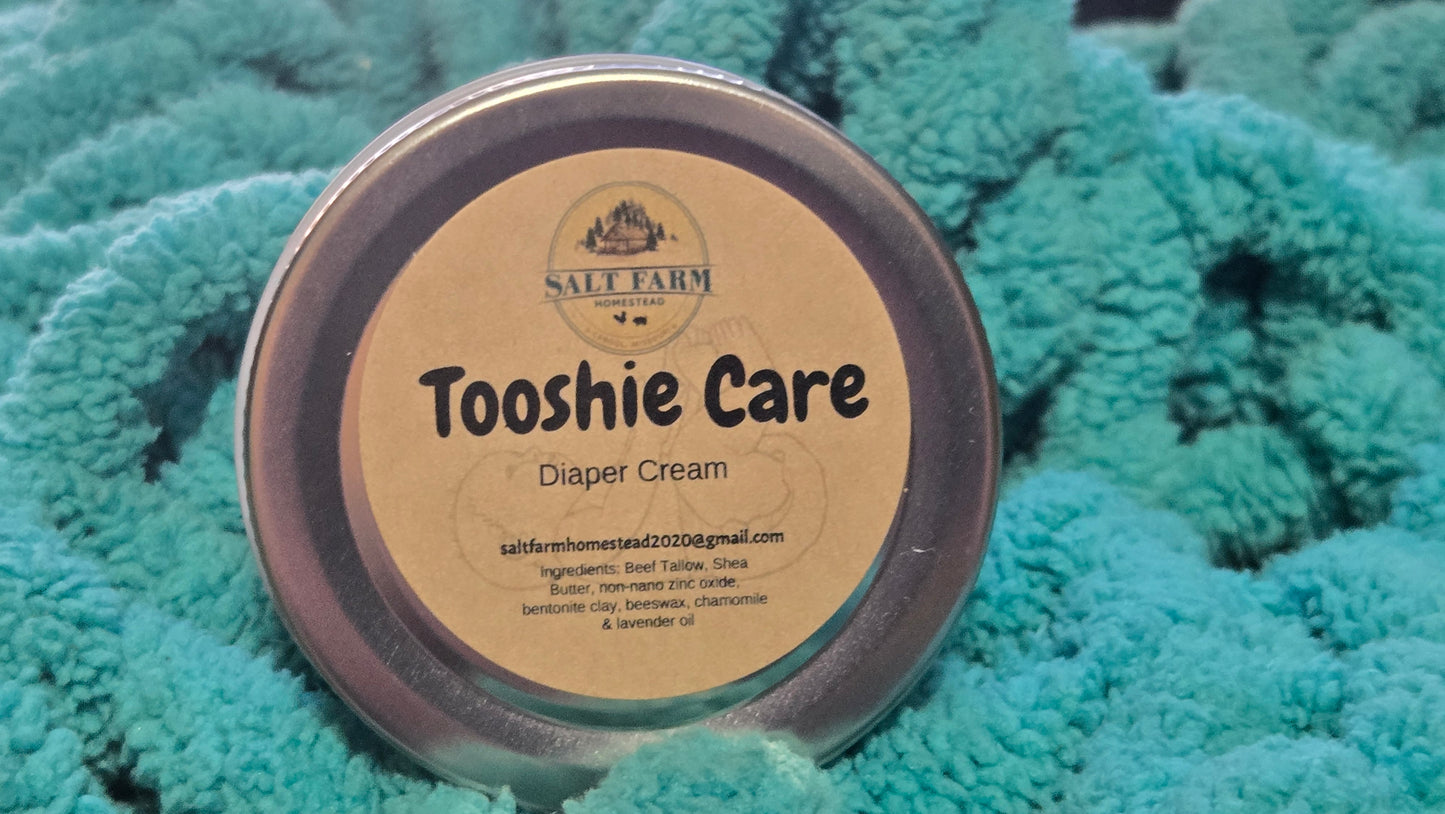 SALT FARM
HOMESTEAD
Tooshie Care
Diaper Cream
saltfarmhomestead2020@gmail.com
Ingredients: Beef Tallow, Shea
Butter, non-nano zinc oxide,
bentonite clay, beeswax, chamomile
& lavender oil